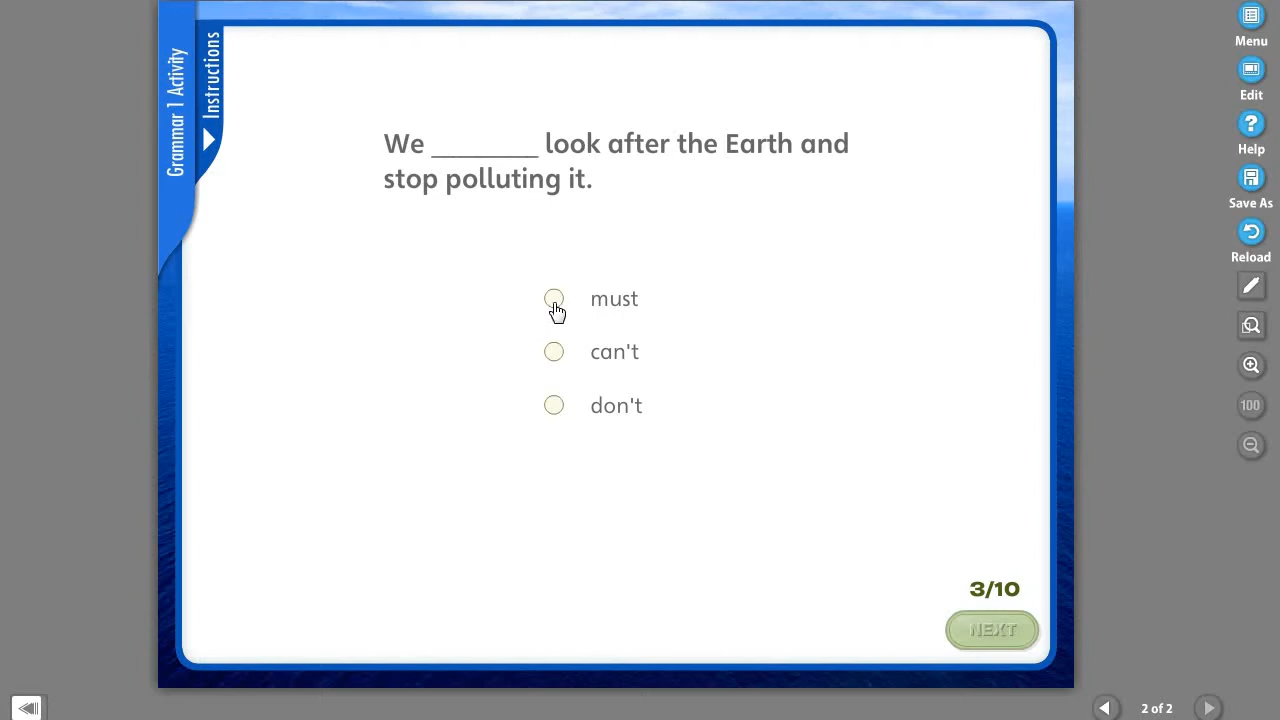 Grammar 1 Activity
Instructions
We _________ look after the Earth and
stop polluting it.
must
can't
don't
3/10
NEXT
Menu
Edit
Help
Save As
Reload
100
2 of 2